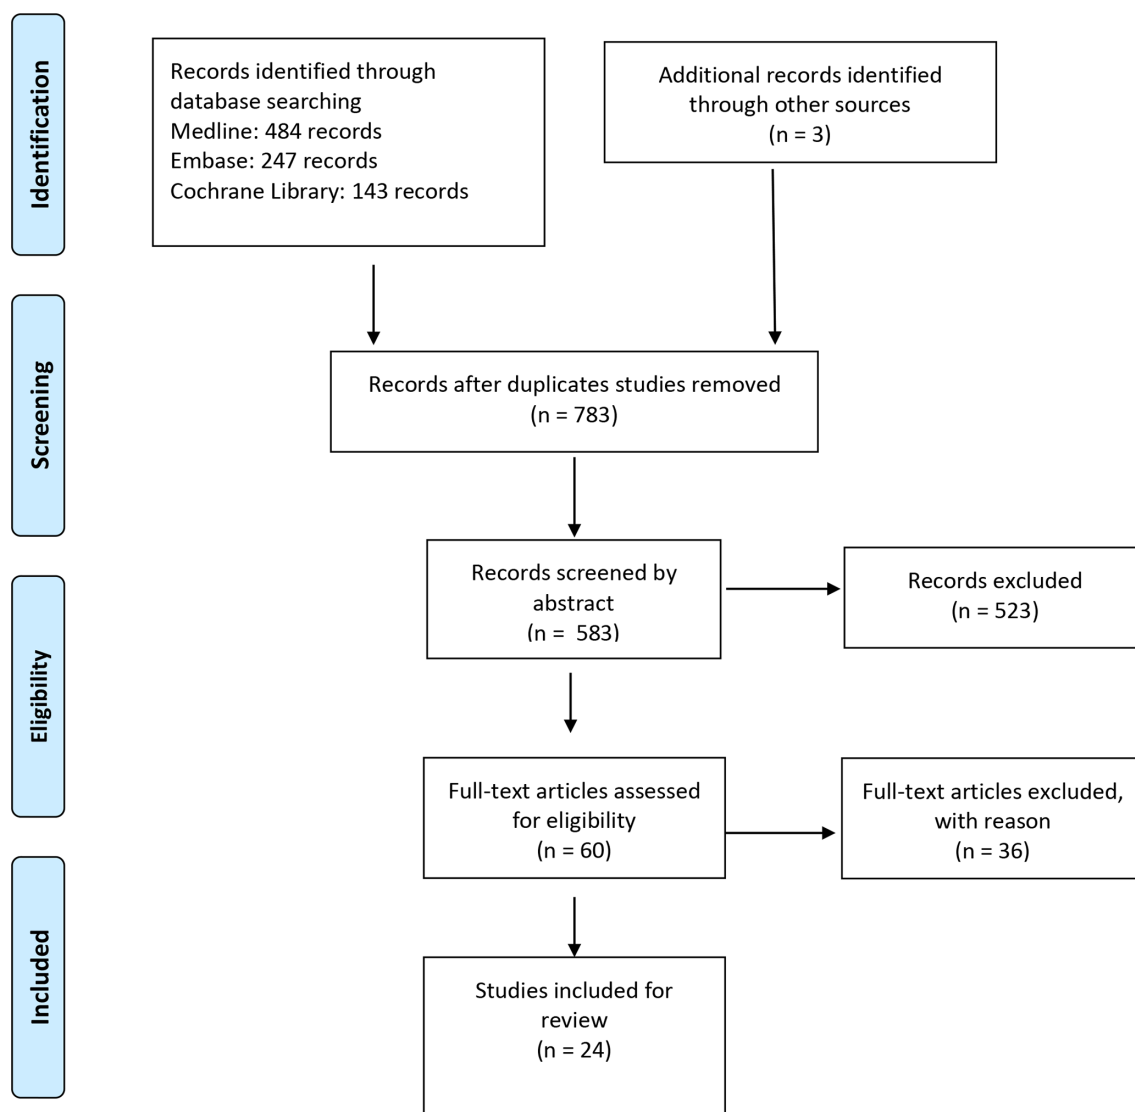 Identification
Records identified through
database searching
Medline: 484 records
Embase: 247 records
Cochrane Library: 143 records
Additional records identified
through other sources
(n = 3)
Screening
Records after duplicates studies removed
(n = 783)
Records screened by
abstract
(n =  583)
Records excluded
(n = 523)
Eligibility
Full-text articles assessed
for eligibility
(n = 60)
Full-text articles excluded,
with reason
(n = 36)
Included
Studies included for
review
(n = 24)